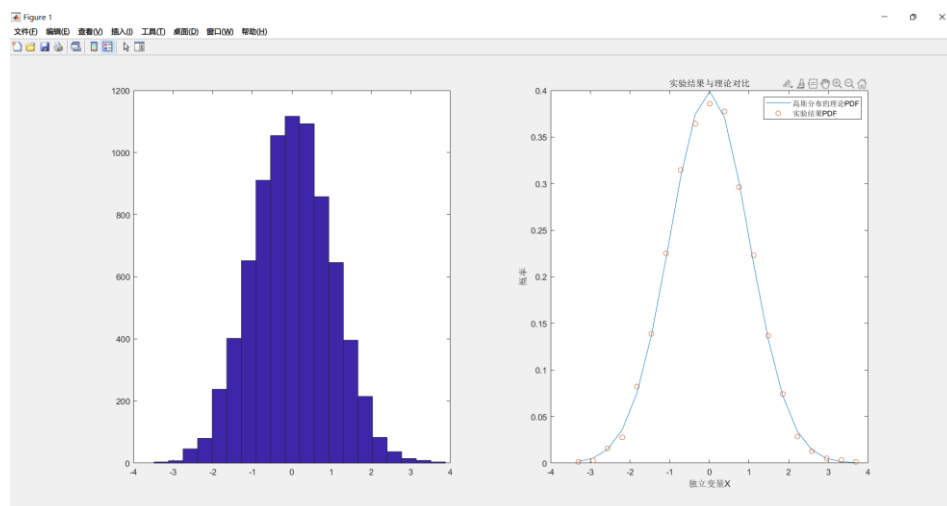 Figure 1
文件(F) 编辑(E) 查看(V) 插入(I) 工具(T) 桌面(D) 窗口(W) 帮助(H)
1200
1000
800
600
400
200
0
-4 -3 -2 -1 0 1 2 3 4
实验结果与理论对比
高斯分布的理论PDF
实验结果PDF
0.4
0.35
0.3
0.25
0.2
0.15
0.1
0.05
0
概率
-4 -3 -2 -1 0 1 2 3 4
独立变量X